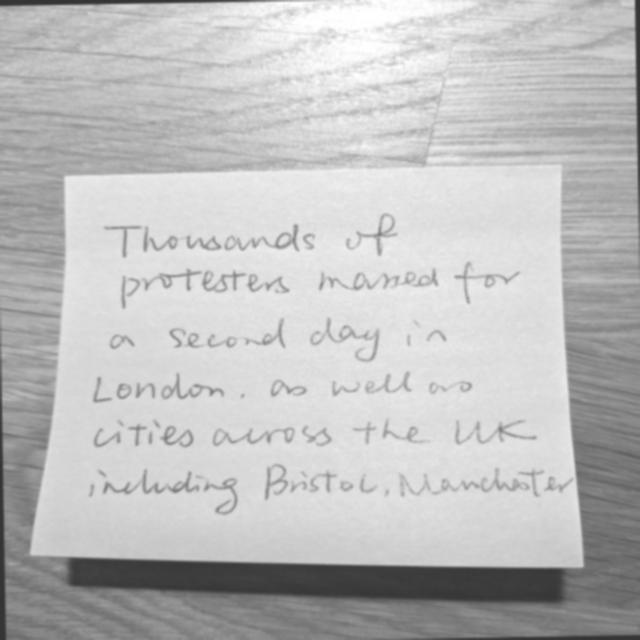 Thousands of
protesters massed for
a second day in
London. as well as
cities across the UK
including Bristol, Manchester